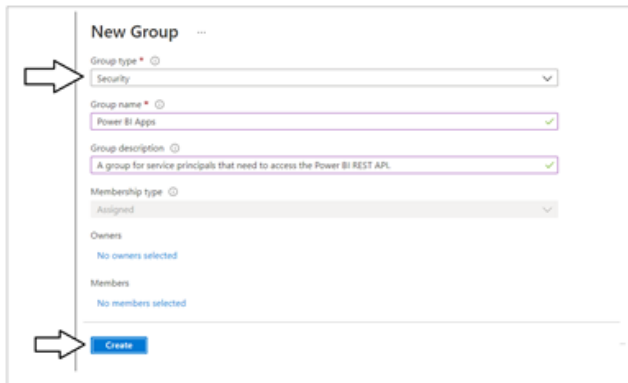 New Group ...
Group type *
Security
Group name *
Power BI Apps
Group description
A group for service principals that need to access the Power BI REST API.
Membership type
Assigned
Owners
No owners selected
Members
No members selected
Create